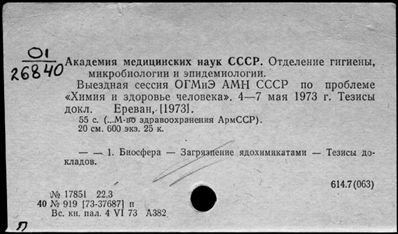 О1
26840
Академия медицинских наук СССР. Отделение гигиены,
микробиологии и эпидемиологии.
Выездная сессия ОГМиЭ АМН СССР по проблеме
«Химия и здоровье человека». 4—7 мая 1973 г. Тезисы
докл. Ереван, [1973].
55 с. (...М-во здравоохранения АрмССР).
20 см. 600 экз. 25 к.
— — 1. Биосфера — Загрязнение ядохимикатами — Тезисы до-
кладов.
614.7(063)
№ 17851 22.3
40 № 919 [73-37687] п
Вс. кн. пал. 4 VI 73 А382
П